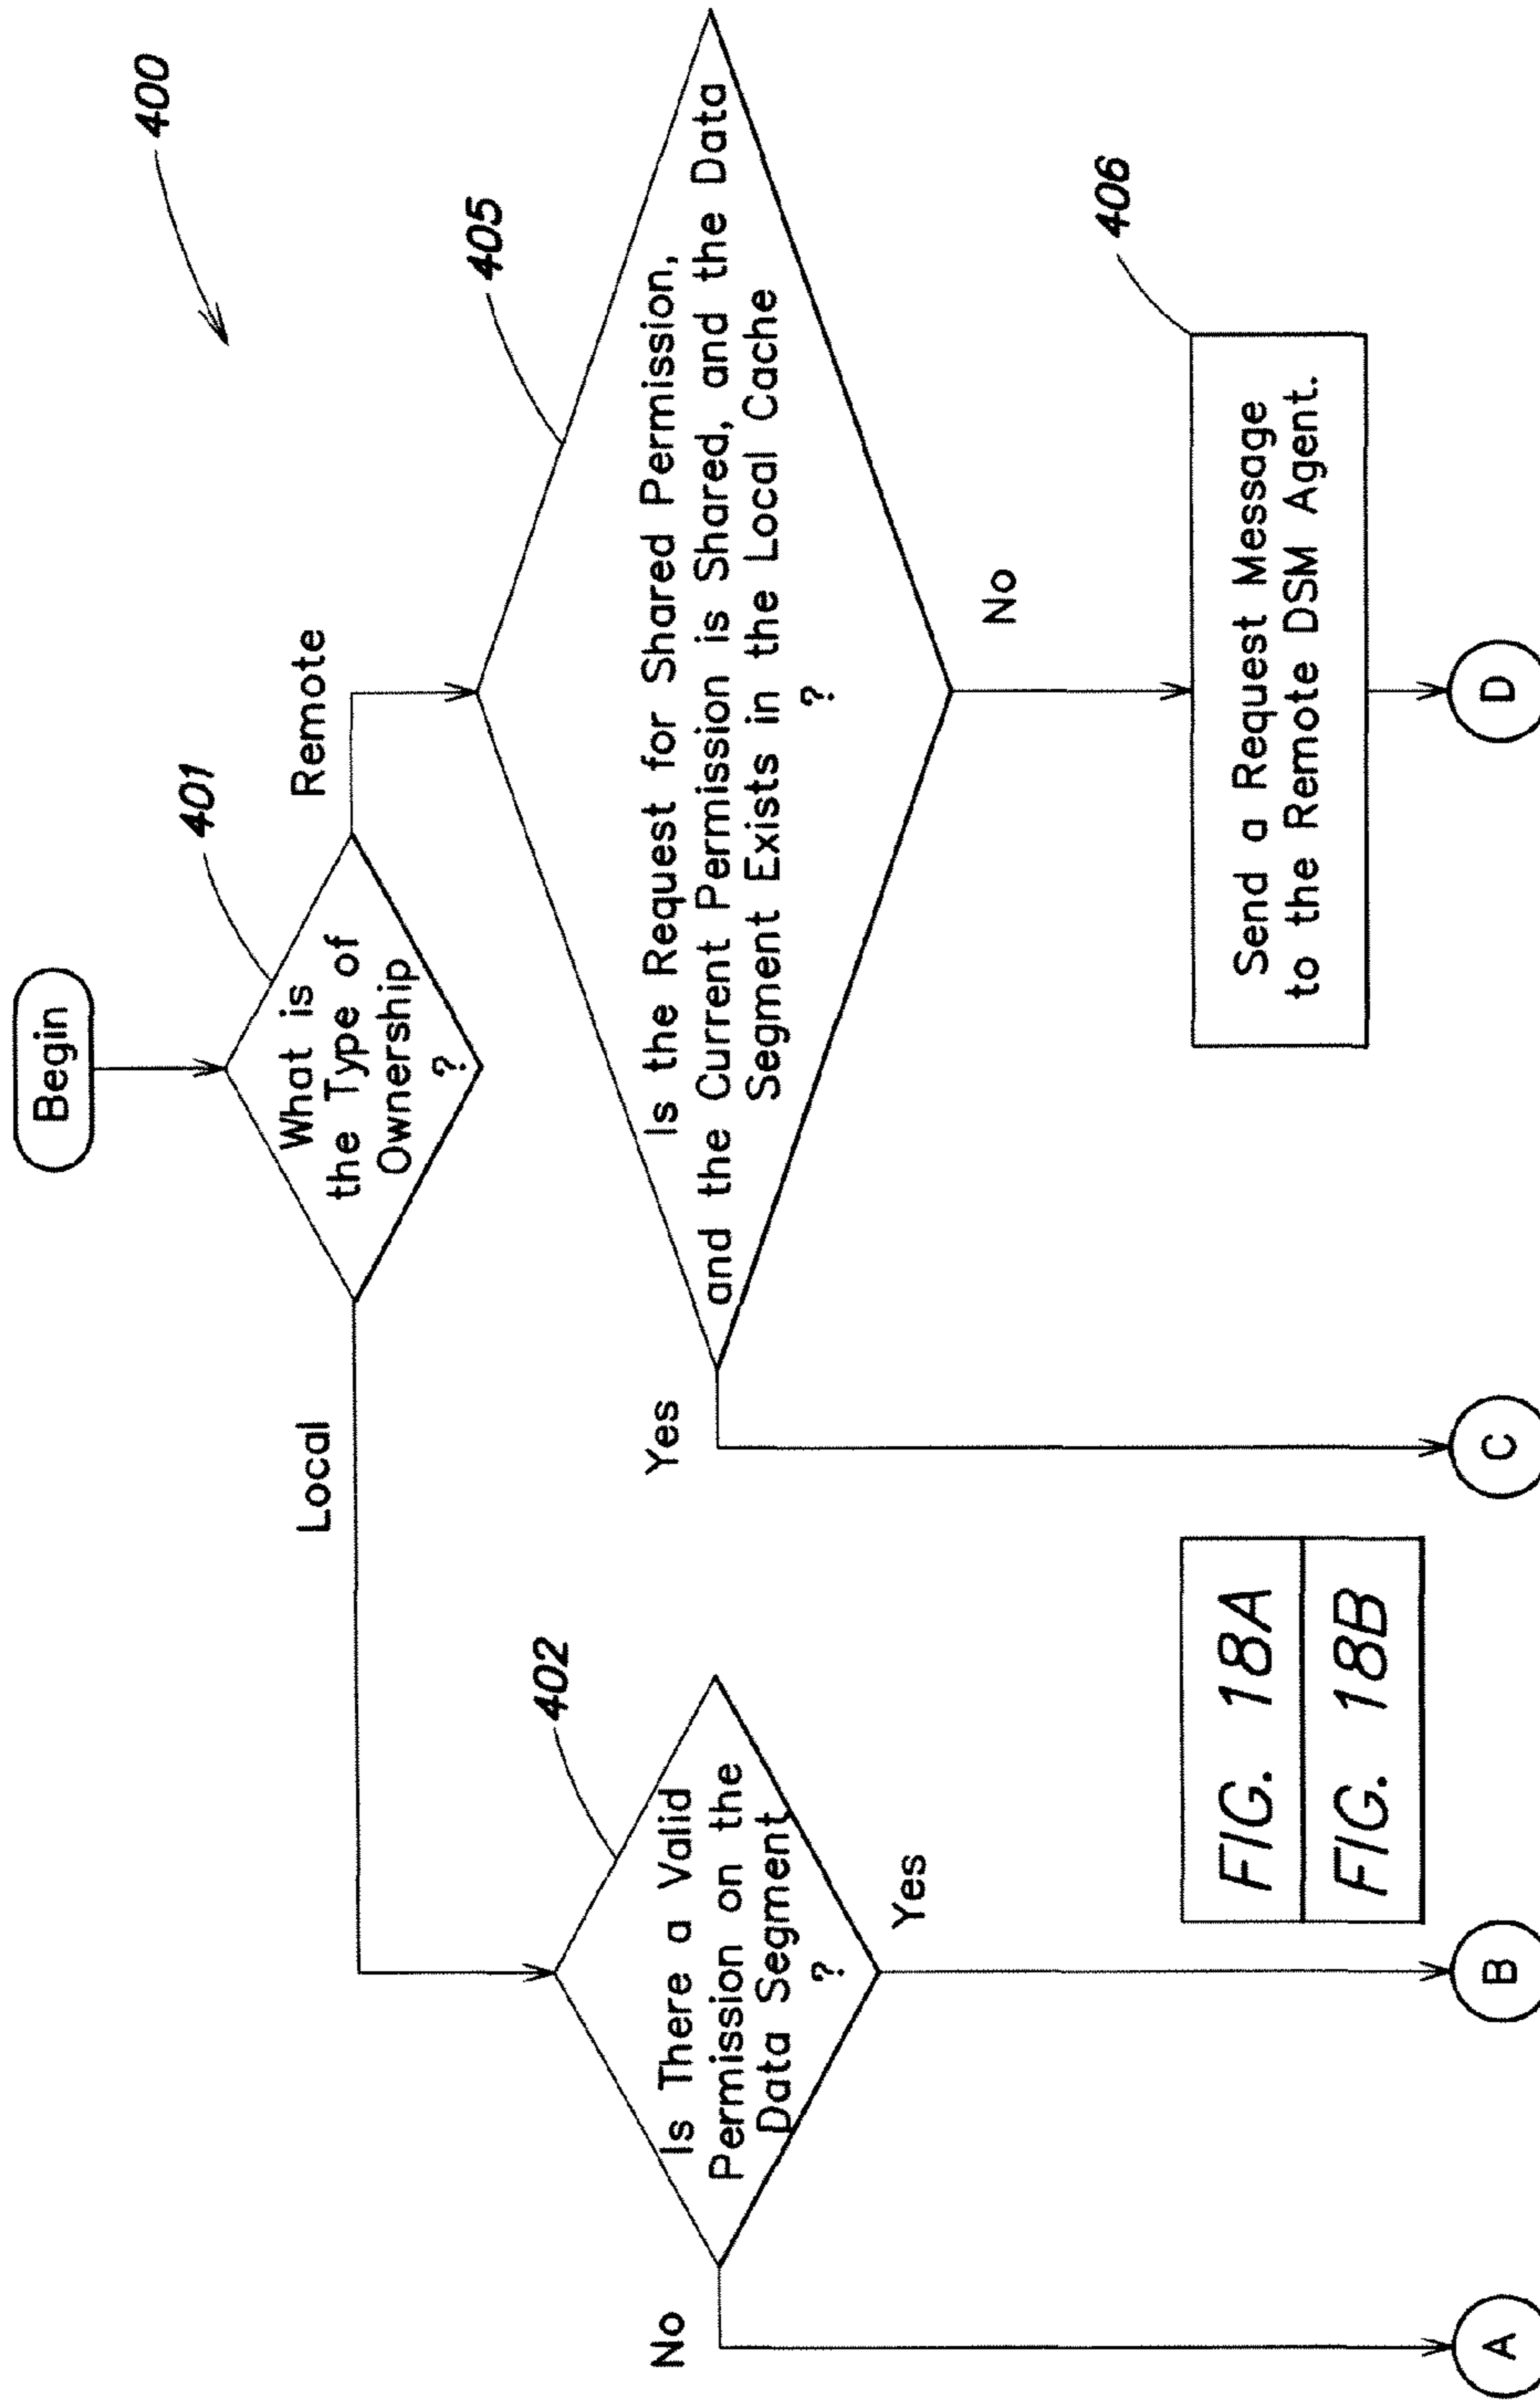 Begin
400
401
What is
the Type of
Ownership
?
Local
Remote
402
Is There a Valid
Permission on the
Data Segment
?
No
Yes
405
Is the Request for Shared Permission,
and the Current Permission is Shared, and the Data
Segment Exists in the Local Cache
?
Yes
No
406
Send a Request Message
to the Remote DSM Agent.
FIG. 18A
FIG. 18B
A
B
C
D